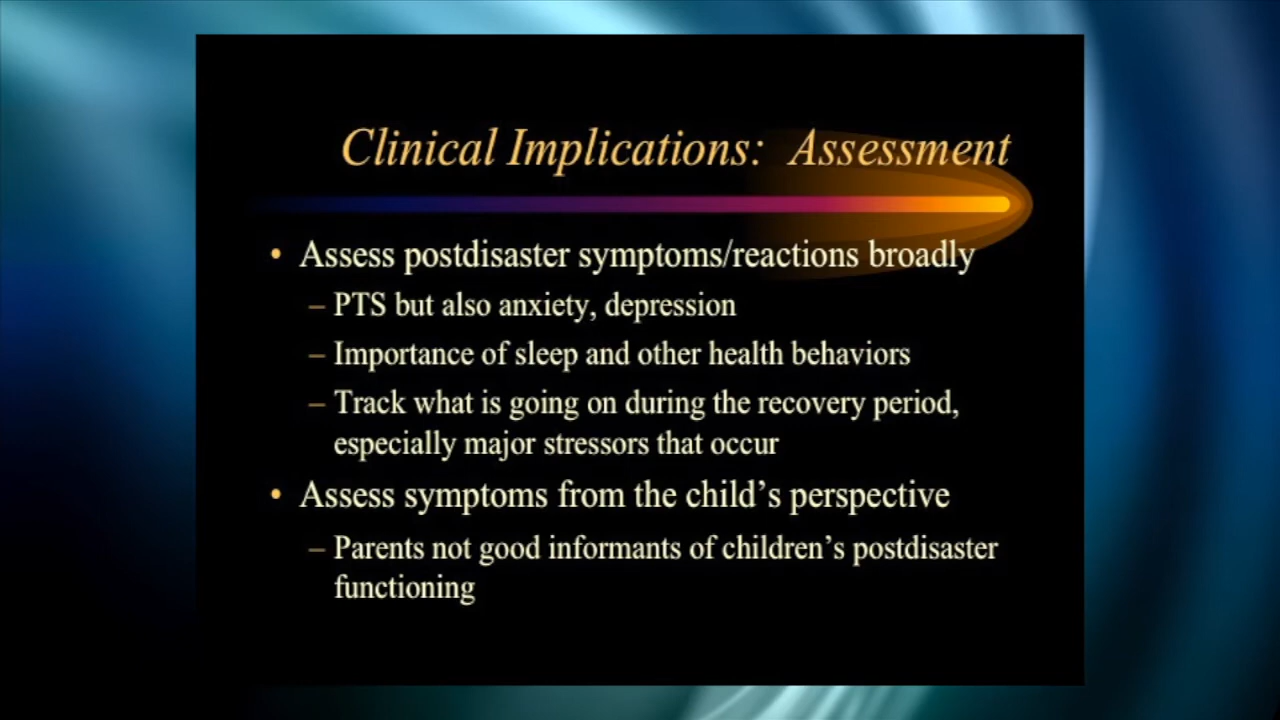 Clinical Implications: Assessment
• Assess postdisaster symptoms/reactions broadly
– PTS but also anxiety, depression
– Importance of sleep and other health behaviors
– Track what is going on during the recovery period,
especially major stressors that occur
• Assess symptoms from the child’s perspective
– Parents not good informants of children’s postdisaster
functioning